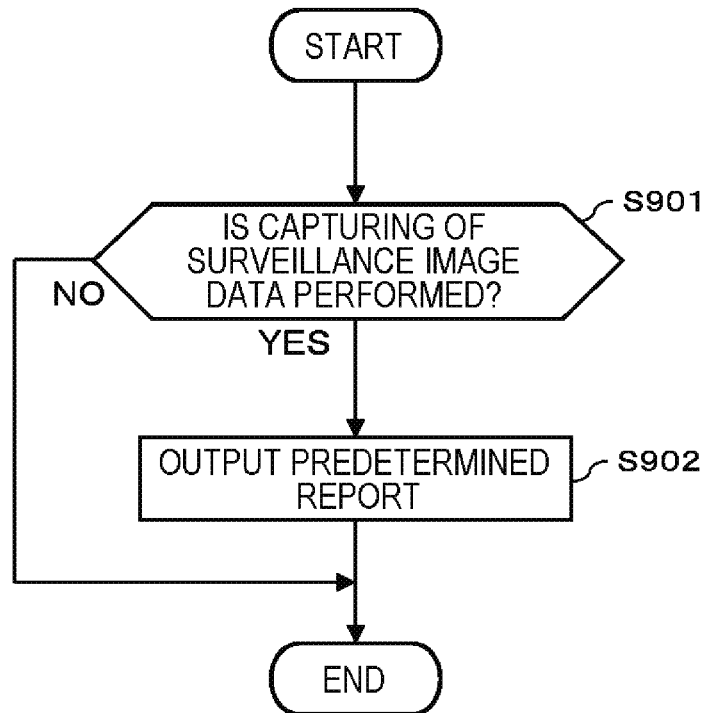 START
IS CAPTURING OF
SURVEILLANCE IMAGE
DATA PERFORMED?
S901
NO
YES
OUTPUT PREDETERMINED
REPORT
S902
END